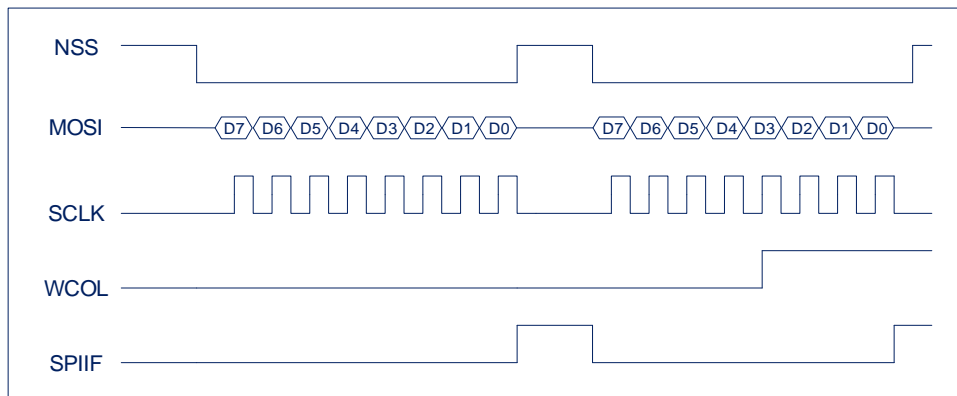 NSS
MOSI D7 D6 D5 D4 D3 D2 D1 D0 D7 D6 D5 D4 D3 D2 D1 D0
SCLK
WCOL
SPIIF